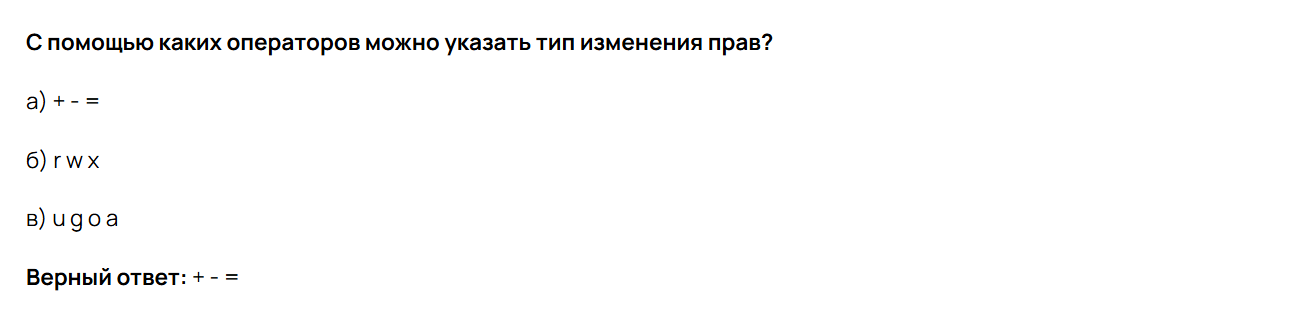 С помощью каких операторов можно указать тип изменения прав?
а) + - =
б) r w x
в) u g o a
Верный ответ: + - =